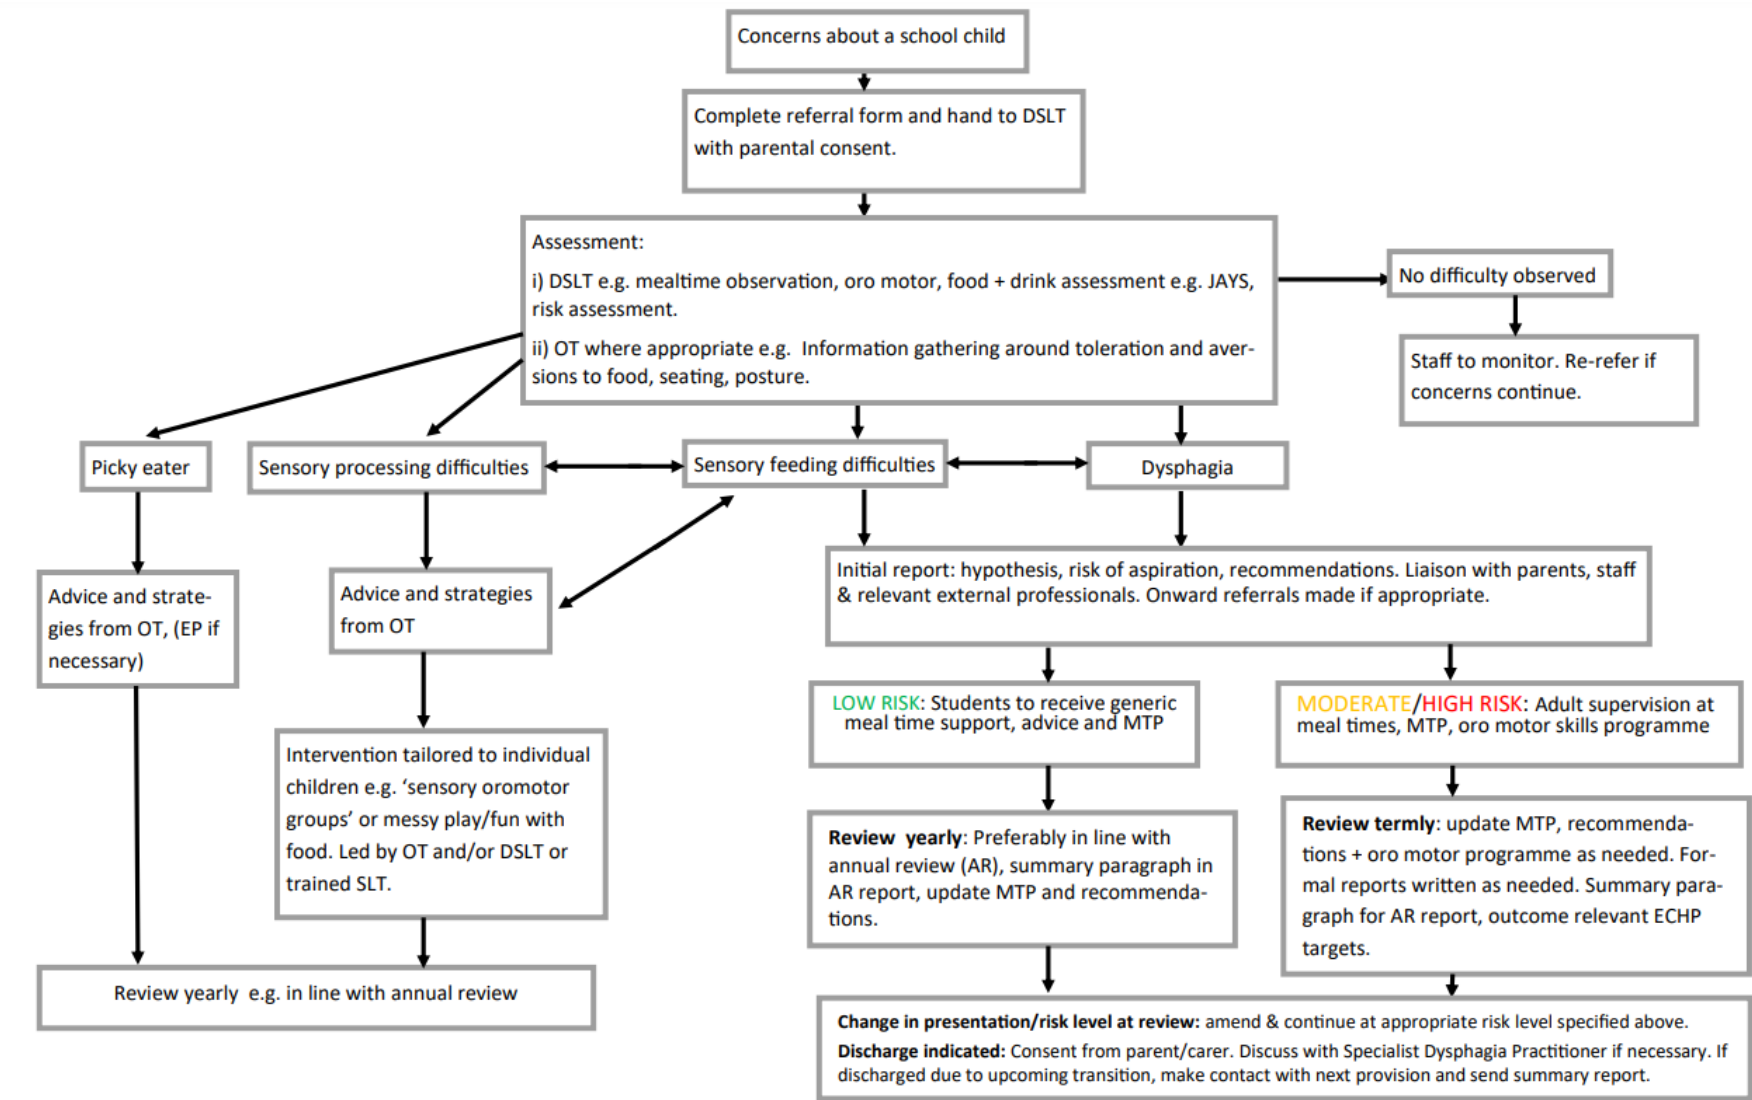 Concerns about a school child
Complete referral form and hand to DSLT
with parental consent.
Assessment:
i) DSLT e.g. mealtime observation, oro motor, food + drink assessment e.g. JAYS,
risk assessment.
ii) OT where appropriate e.g.  Information gathering around toleration and aver-
sions to food, seating, posture.
No difficulty observed
Staff to monitor. Re-refer if
concerns continue.
Picky eater
Sensory processing difficulties
Sensory feeding difficulties
Dysphagia
Advice and strate-
gies from OT, (EP if
necessary)
Advice and strategies
from OT
Initial report: hypothesis, risk of aspiration, recommendations. Liaison with parents, staff
& relevant external professionals. Onward referrals made if appropriate.
Intervention tailored to individual
children e.g. ‘sensory oromotor
groups’ or messy play/fun with
food. Led by OT and/or DSLT or
trained SLT.
LOW RISK: Students to receive generic
meal time support, advice and MTP
MODERATE/HIGH RISK: Adult supervision at
meal times, MTP, oro motor skills programme
Review  yearly: Preferably in line with
annual review (AR), summary paragraph in
AR report, update MTP and recommenda-
tions.
Review termly: update MTP, recommenda-
tions + oro motor programme as needed. For-
mal reports written as needed. Summary para-
graph for AR report, outcome relevant ECHP
targets.
Review yearly  e.g. in line with annual review
Change in presentation/risk level at review: amend & continue at appropriate risk level specified above.
Discharge indicated: Consent from parent/carer. Discuss with Specialist Dysphagia Practitioner if necessary. If
discharged due to upcoming transition, make contact with next provision and send summary report.